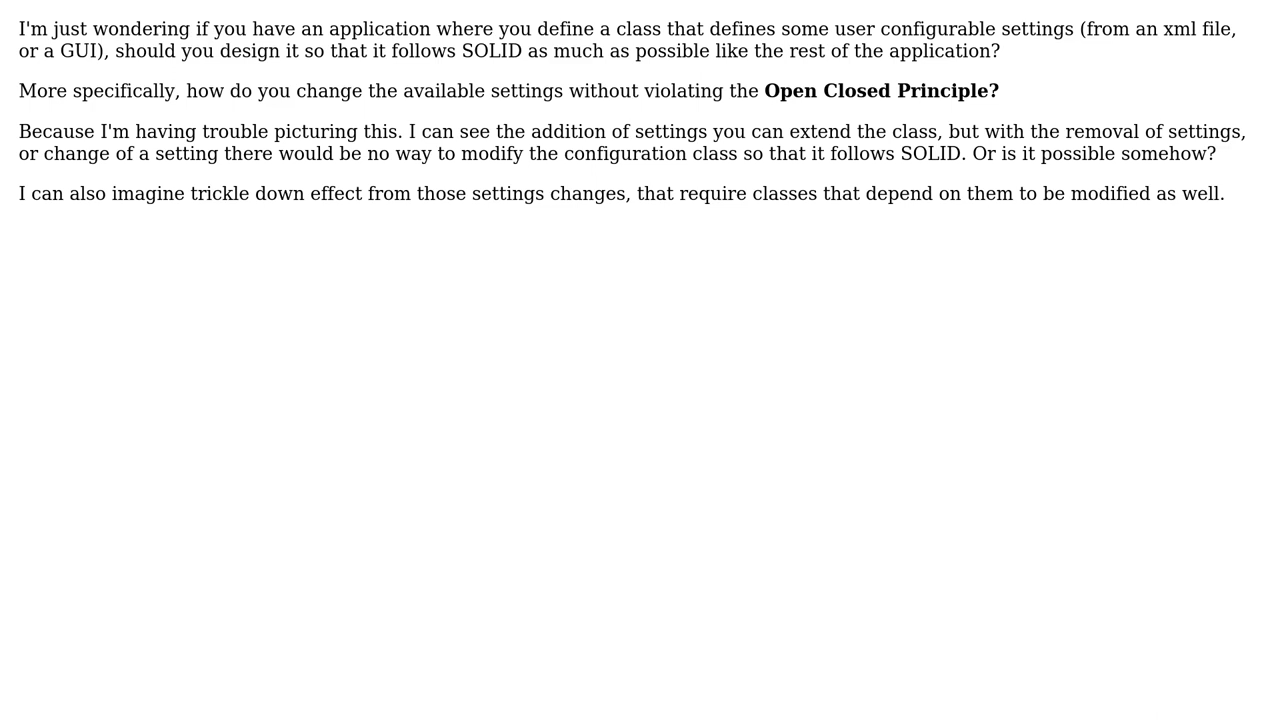 I'm just wondering if you have an application where you define a class that defines some user configurable settings (from an xml file,
or a GUI), should you design it so that it follows SOLID as much as possible like the rest of the application?
More specifically, how do you change the available settings without violating the Open Closed Principle?
Because I'm having trouble picturing this. I can see the addition of settings you can extend the class, but with the removal of settings,
or change of a setting there would be no way to modify the configuration class so that it follows SOLID. Or is it possible somehow?
I can also imagine trickle down effect from those settings changes, that require classes that depend on them to be modified as well.